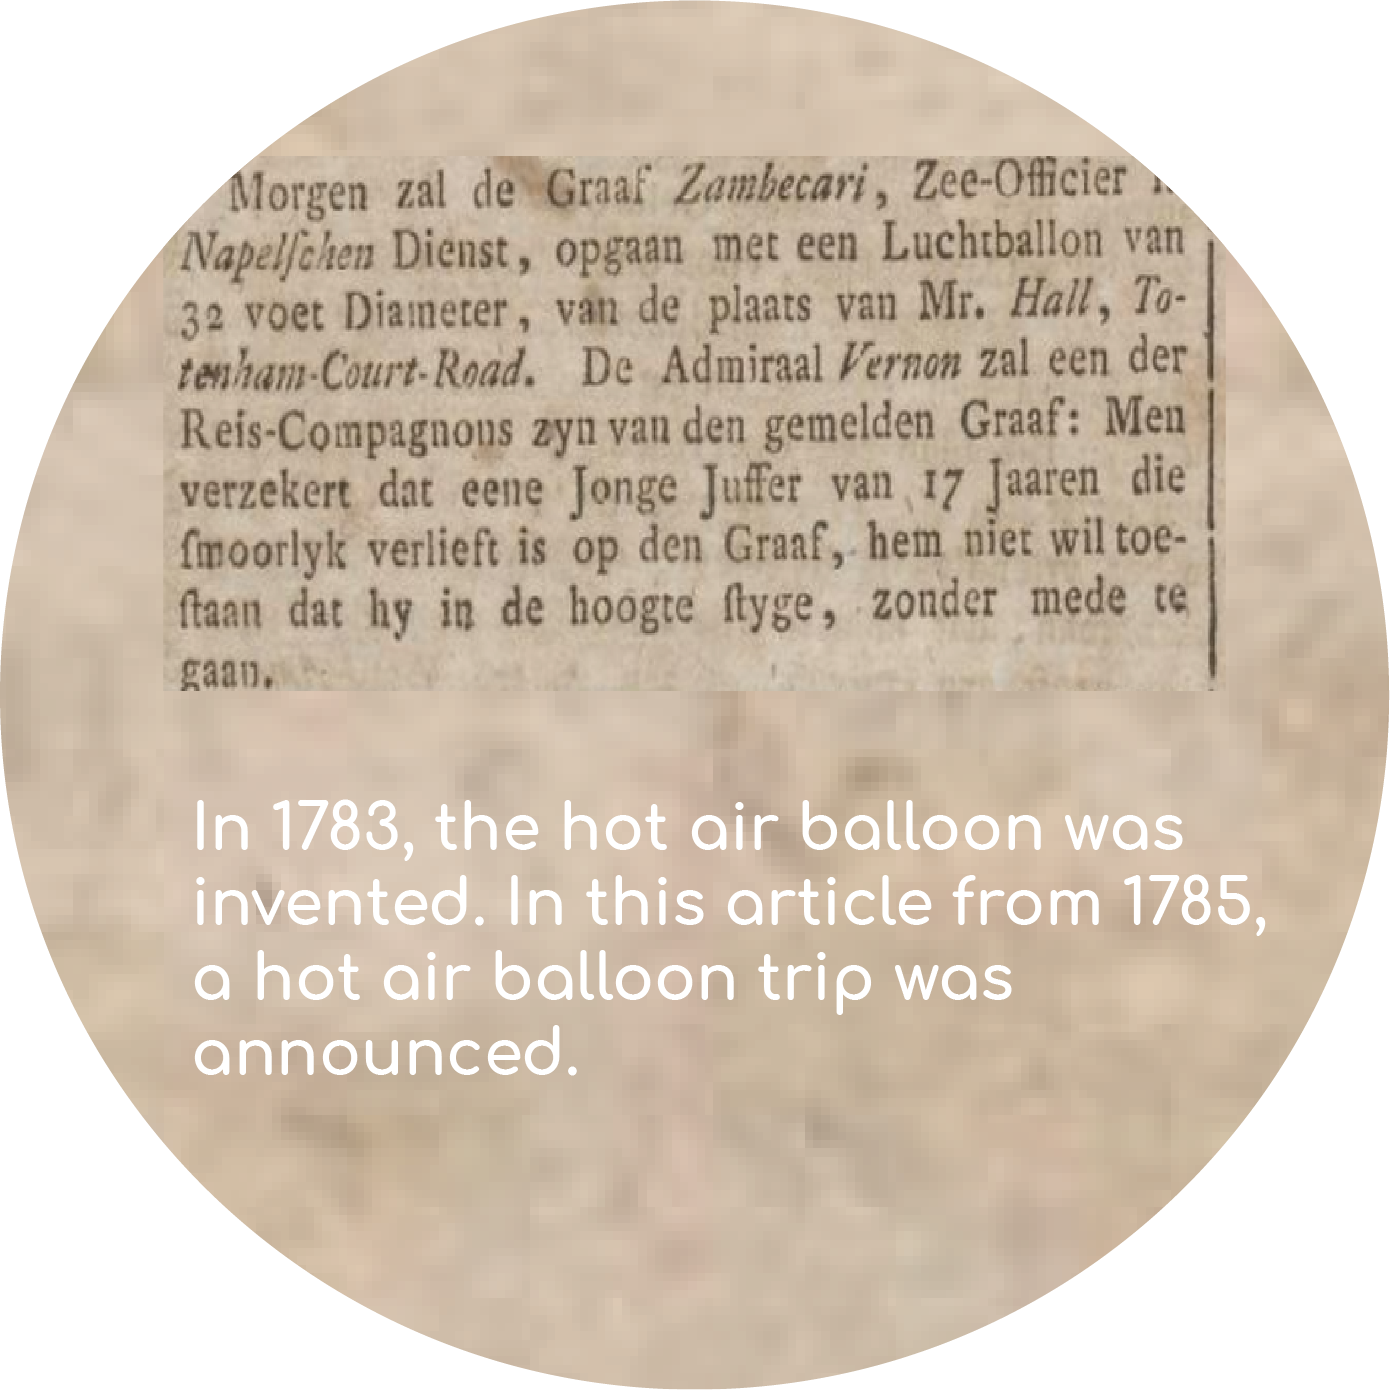 Morgen zal de Graaf Zambecari, Zee-Officier
Napelſchen Dienst, opgaan met een Luchtballon van
32 voet Diameter, van de plaats van Mr. Hall, To-
tenham-Court-Road. De Admiraal Vernon zal een der
Reis-Compagnons zyn van den gemelden Graaf: Men
verzekert dat eene Jonge Juffer van 17 Jaaren die
ſmoorlyk verlieft is op den Graaf, hem niet wil toe-
ſtaan dat hy in de hoogte ſtyge, zonder mede te
gaan.
In 1783, the hot air balloon was
invented. In this article from 1785,
a hot air balloon trip was
announced.